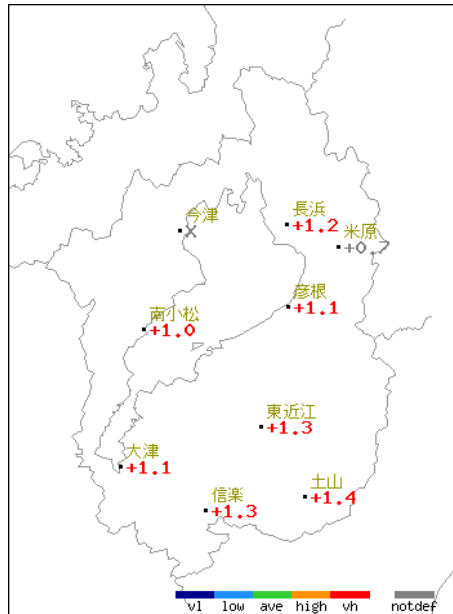 今津
X
長浜
+1.2
米原
+0.7
彦根
+1.1
南小松
+1.0
東近江
+1.3
大津
+1.1
信楽
+1.3
土山
+1.4
vl low ave high vh notdef